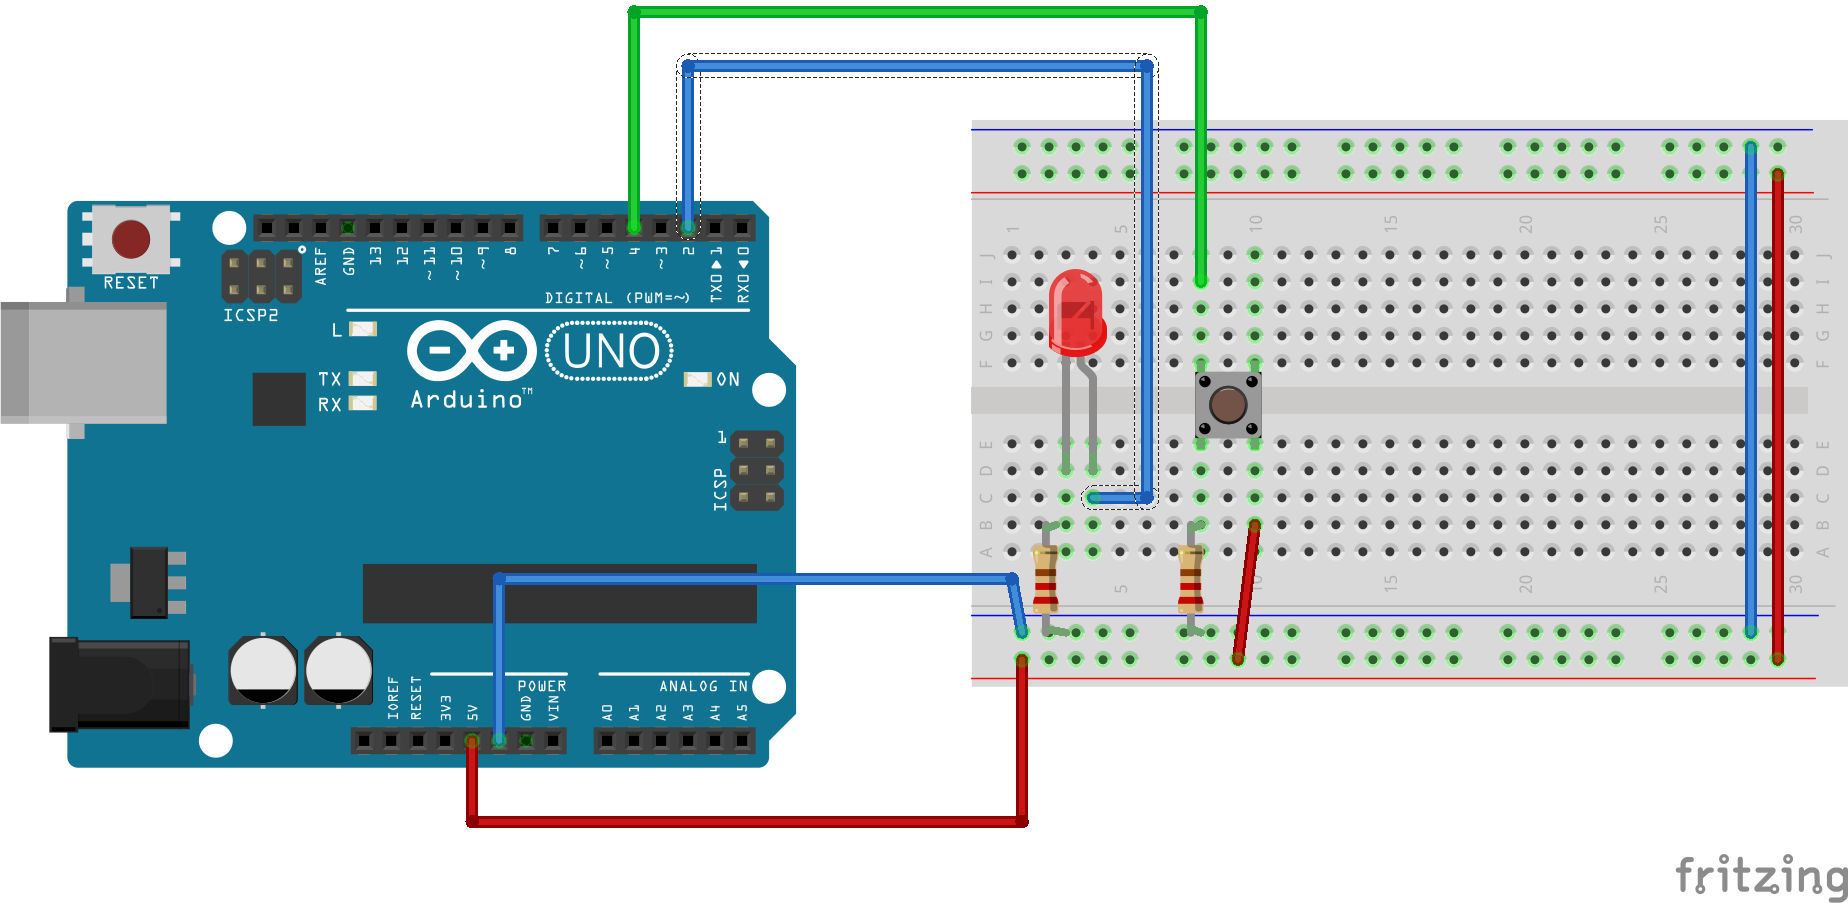 RESET
ICSP2
AREF
GND
13
12
~11
~10
~9
8
7
~6
~5
4
~3
2
TX0▶1
RX0◀0
DIGITAL (PWM=~)
L
TX
RX
UNO
Arduino™
ON
1
ICSP
IOREF
RESET
3V3
5V
GND
VIN
POWER
ANALOG IN
A0
A1
A2
A3
A4
A5
1
5
10
15
20
25
30
J
I
H
G
F
E
D
C
B
A
J
I
H
G
F
E
D
C
B
A
5
10
15
20
25
30
fritzing